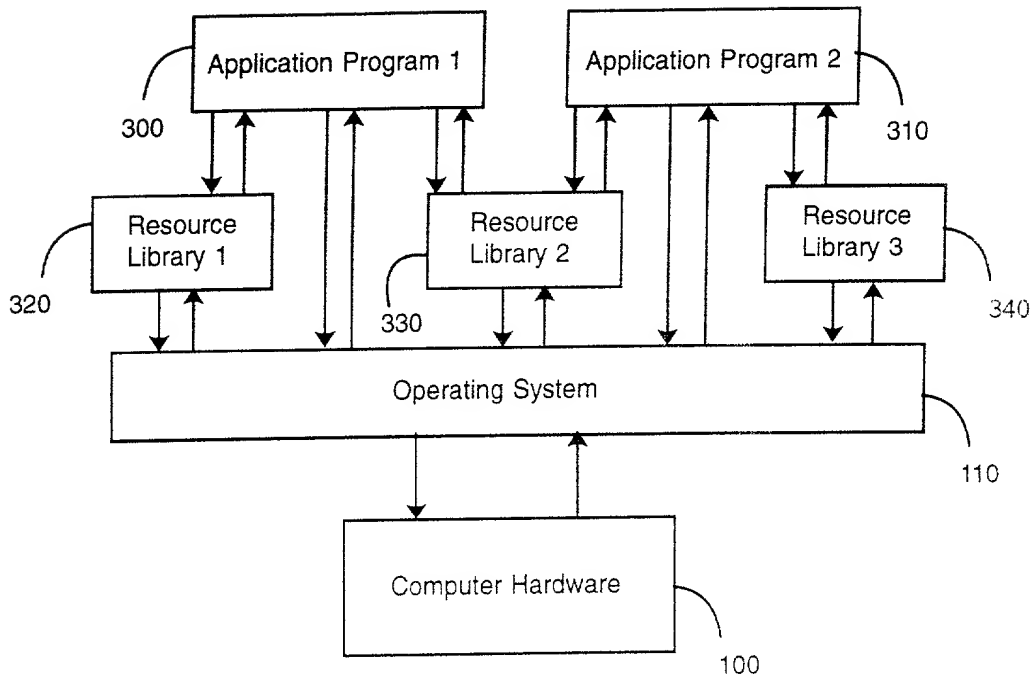 Application Program 1
Application Program 2
300
310
Resource
Library 1
Resource
Library 2
Resource
Library 3
320
330
340
Operating System
110
Computer Hardware
100